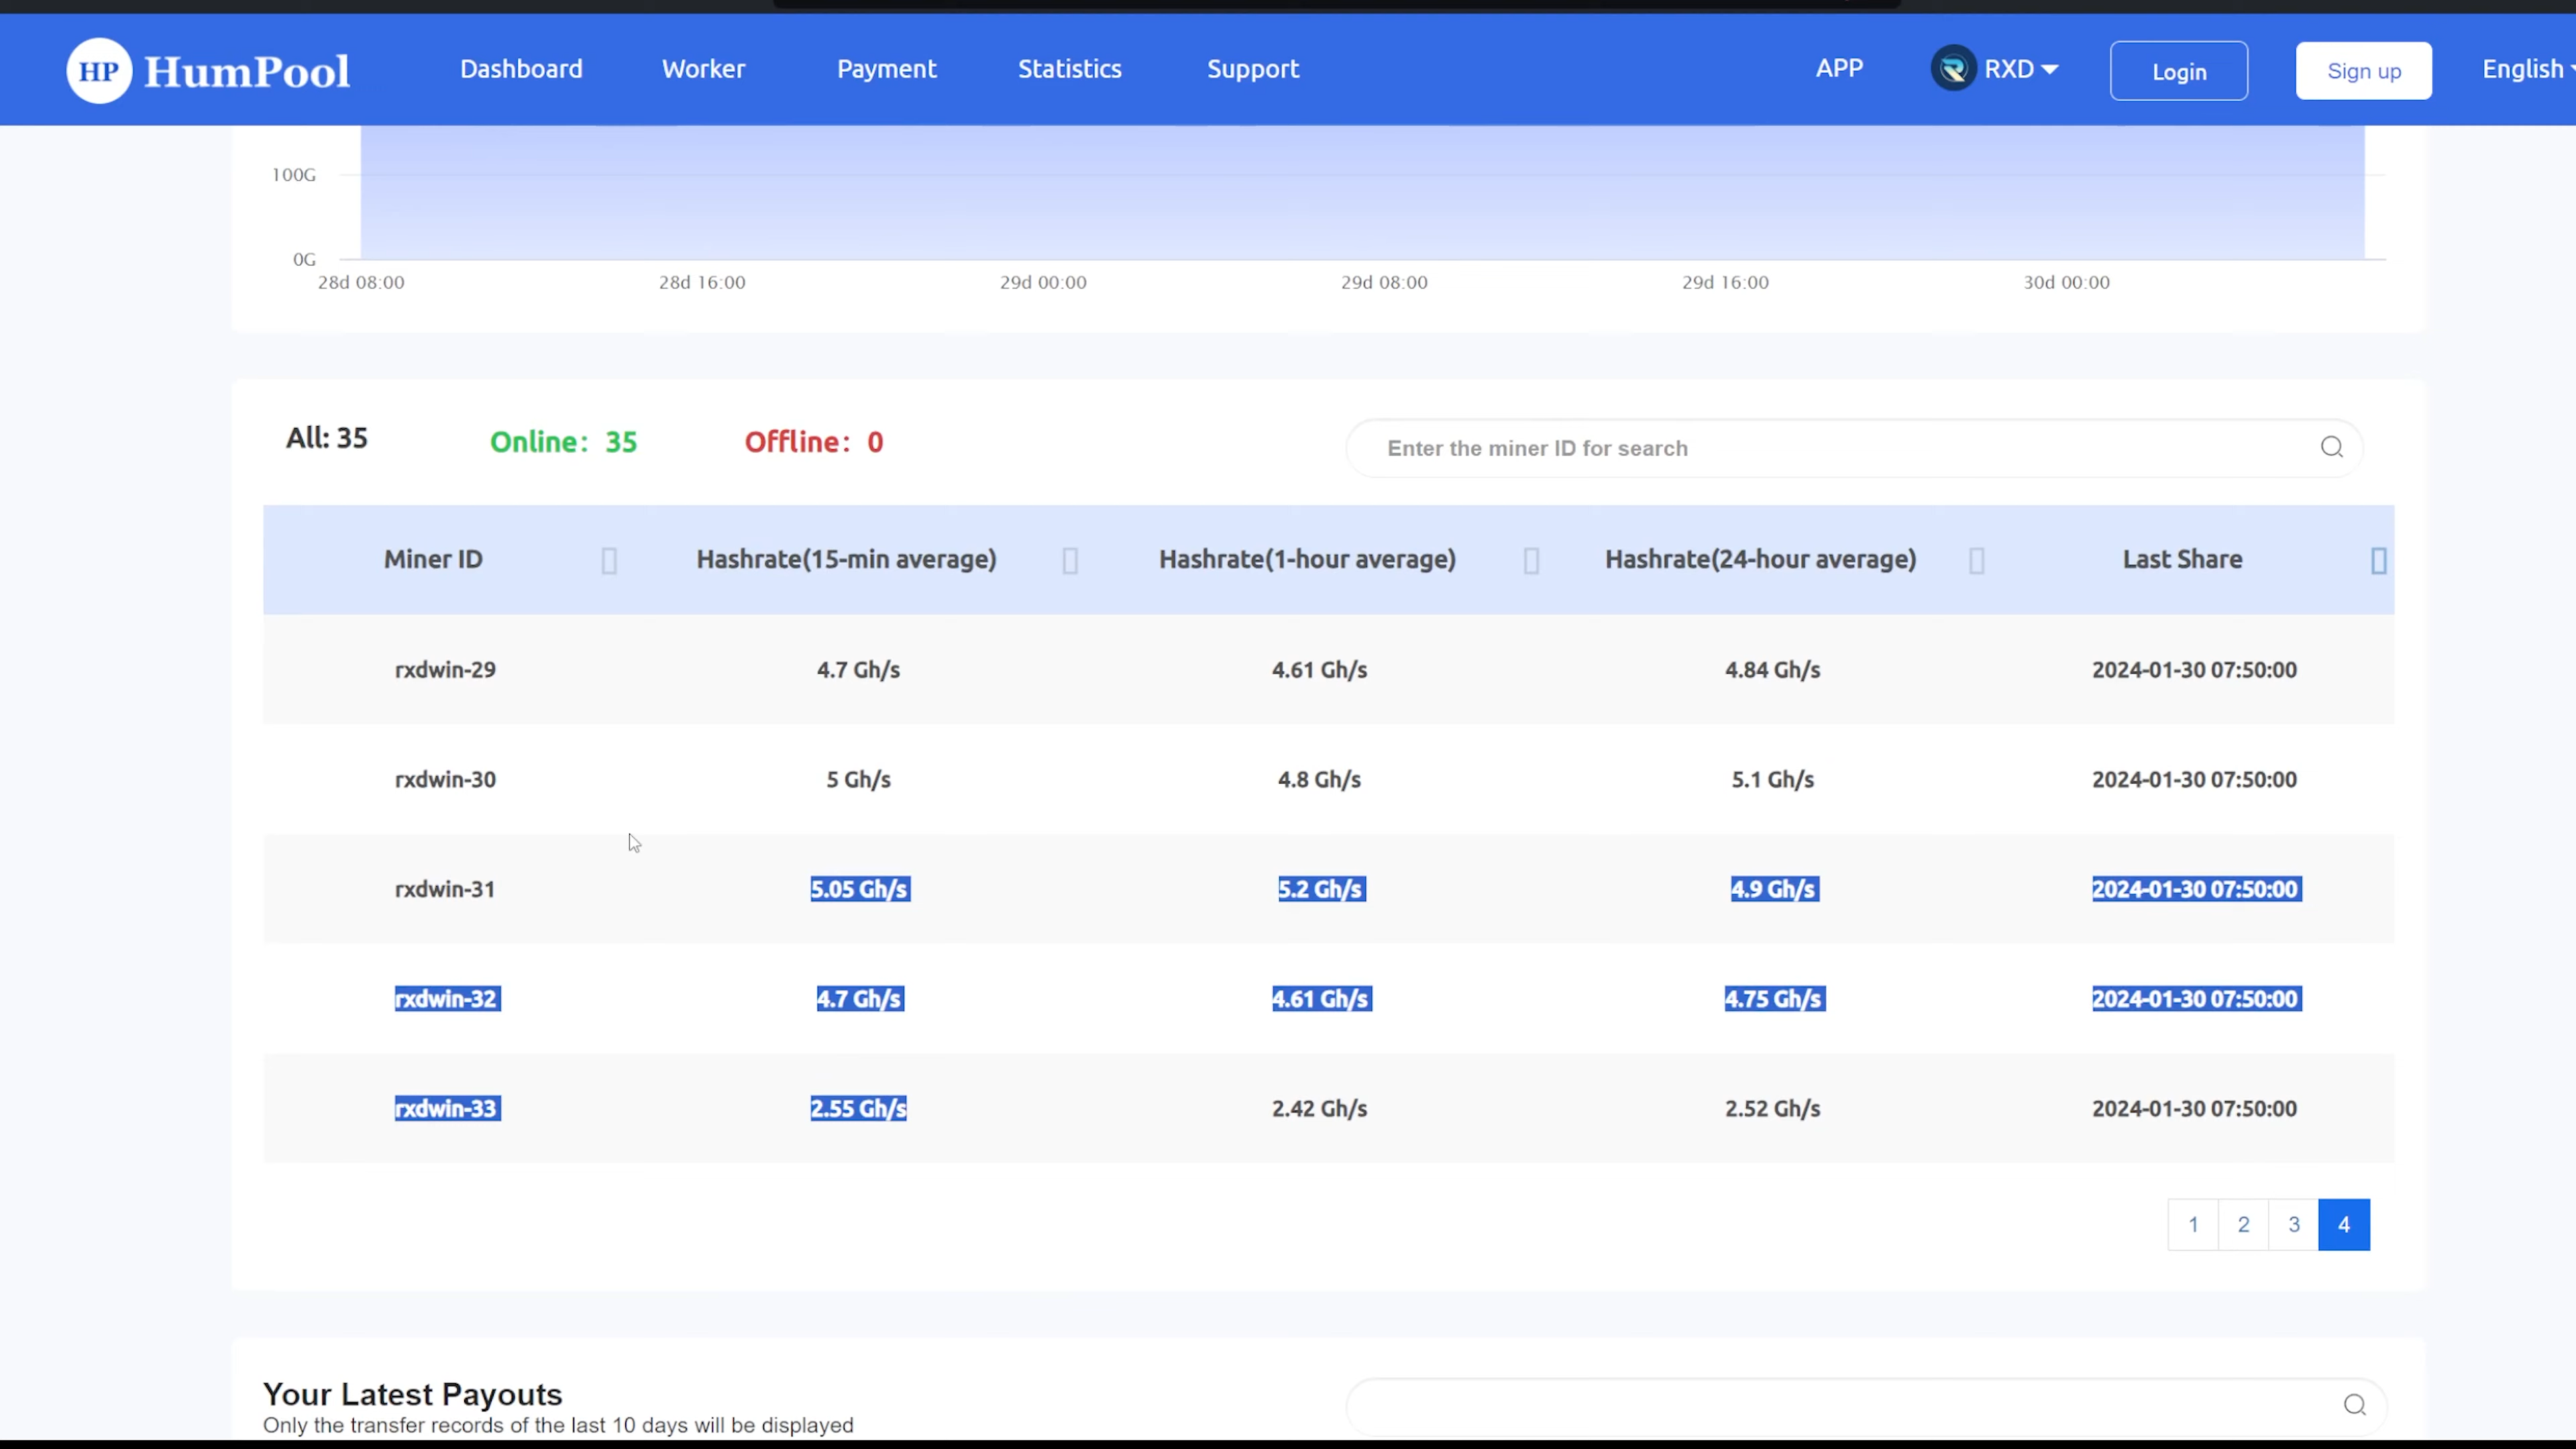 HP HumPool Dashboard Worker Payment Statistics Support APP RXD Login Sign up English
100G
0G
28d 08:00 28d 16:00 29d 00:00 29d 08:00 29d 16:00 30d 00:00
All: 35 Online: 35 Offline: 0 Enter the miner ID for search
Miner ID Hashrate(15-min average) Hashrate(1-hour average) Hashrate(24-hour average) Last Share
rxdwin-29 4.7 Gh/s 4.61 Gh/s 4.84 Gh/s 2024-01-30 07:50:00
rxdwin-30 5 Gh/s 4.8 Gh/s 5.1 Gh/s 2024-01-30 07:50:00
rxdwin-31 5.05 Gh/s 5.2 Gh/s 4.9 Gh/s 2024-01-30 07:50:00
rxdwin-32 4.7 Gh/s 4.61 Gh/s 4.75 Gh/s 2024-01-30 07:50:00
rxdwin-33 2.55 Gh/s 2.42 Gh/s 2.52 Gh/s 2024-01-30 07:50:00
1 2 3 4
Your Latest Payouts
Only the transfer records of the last 10 days will be displayed